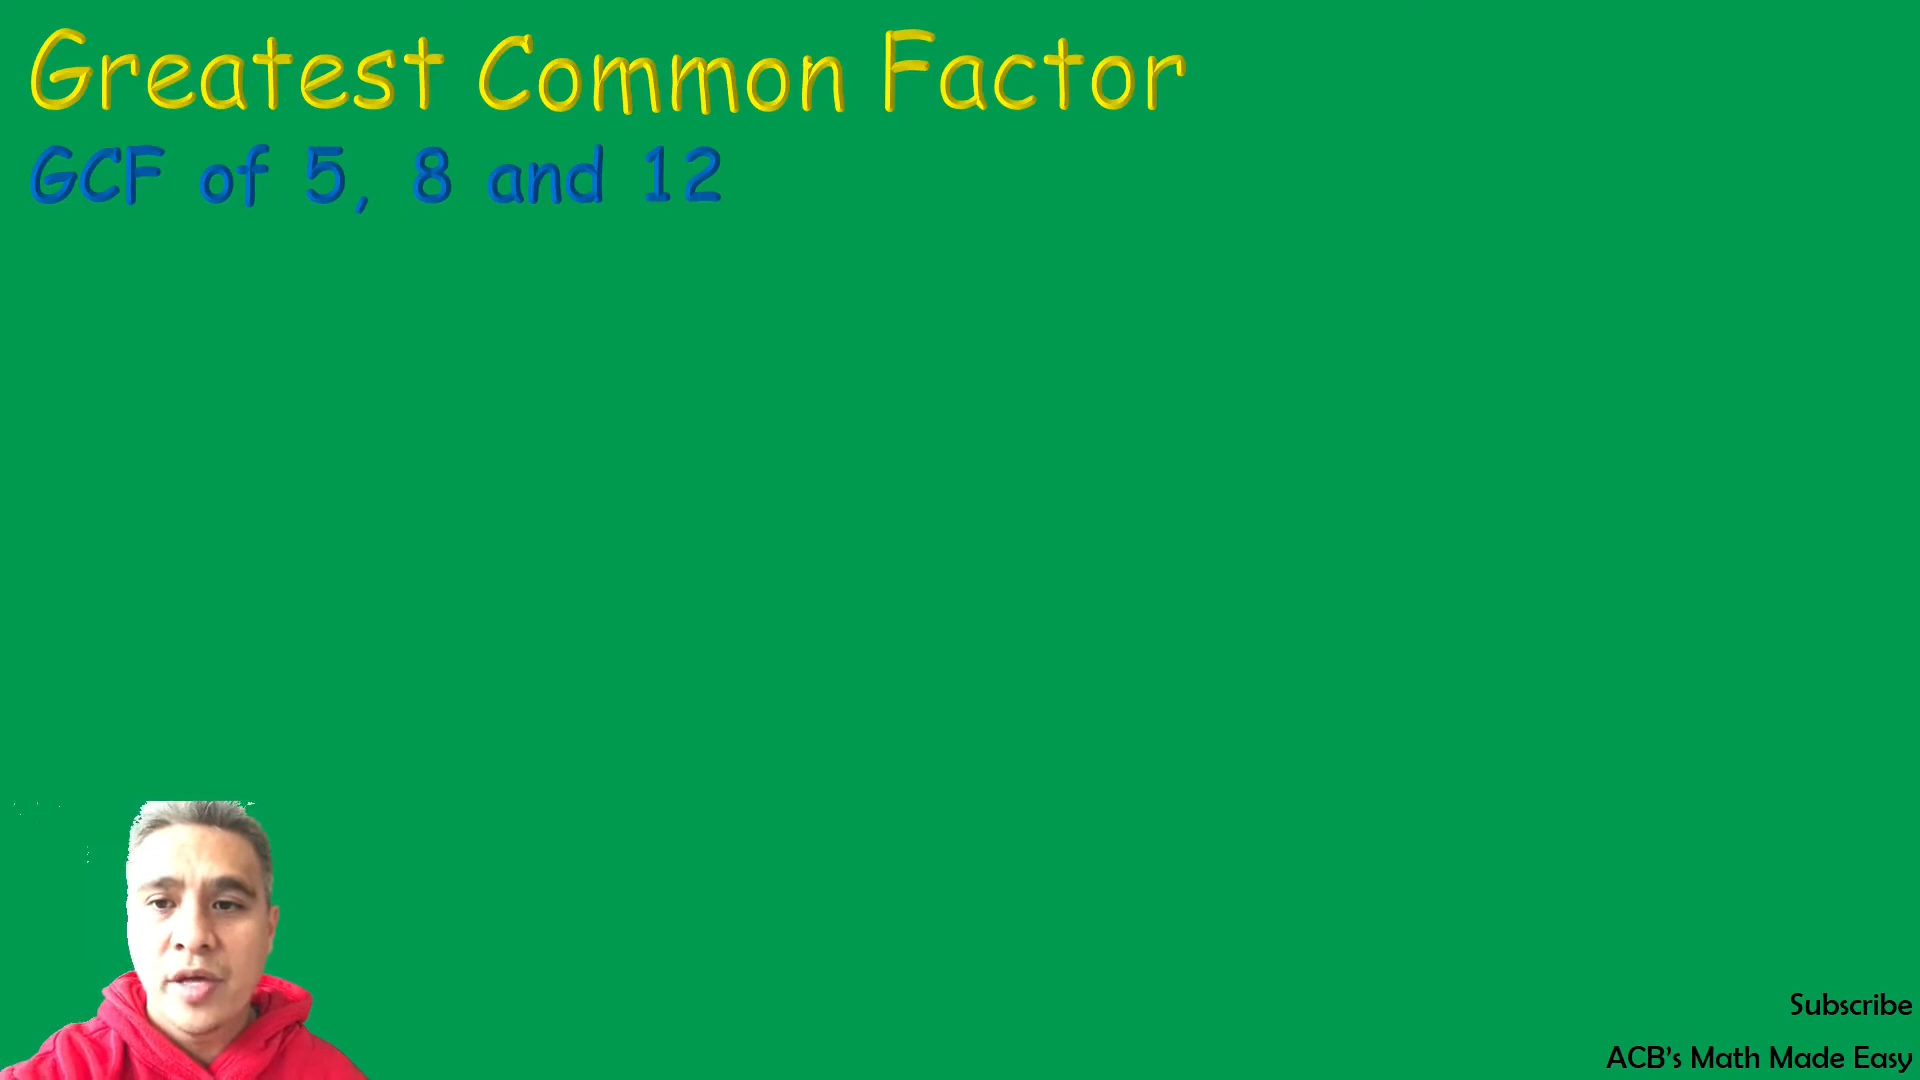 Greatest Common Factor
GCF of 5, 8 and 12
Subscribe
ACB's Math Made Easy